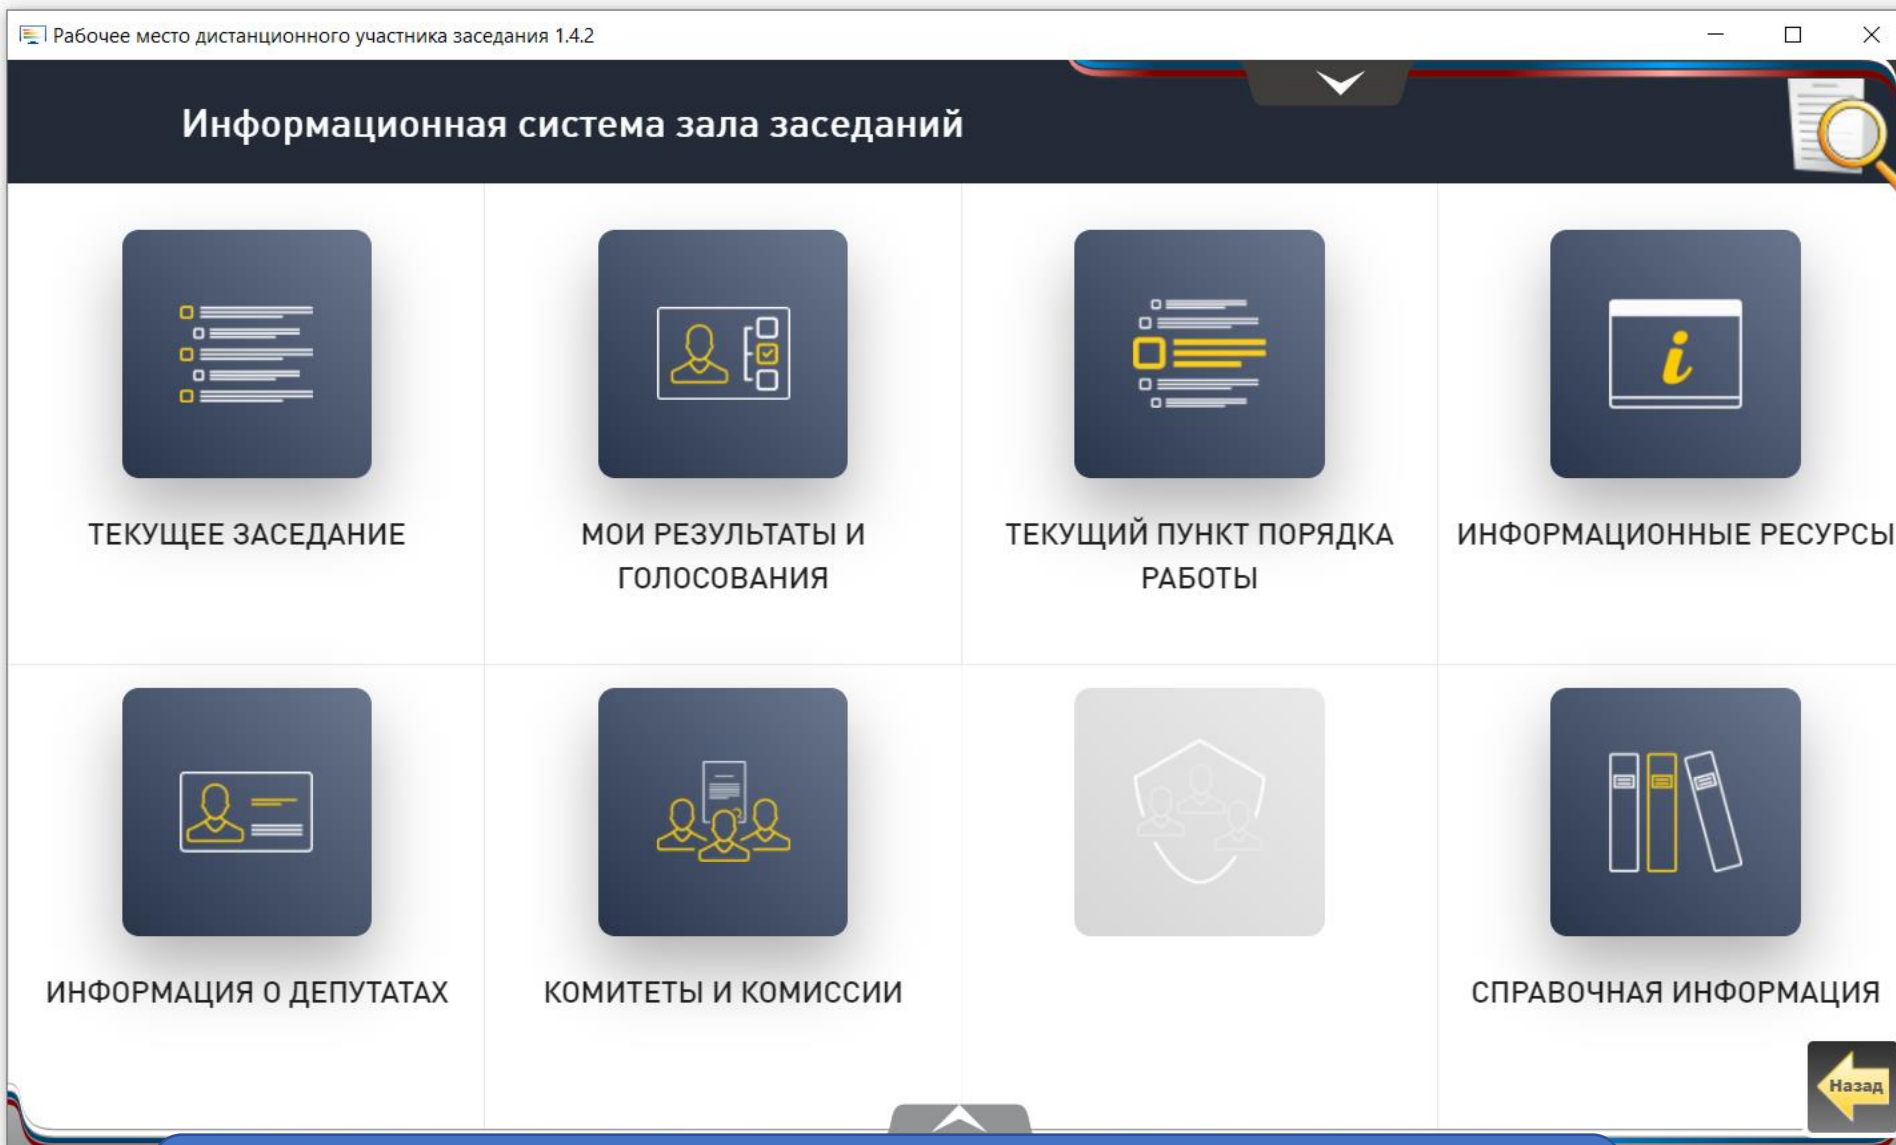 Рабочее место дистанционного участника заседания 1.4.2
Информационная система зала заседаний
ТЕКУЩЕЕ ЗАСЕДАНИЕ
МОИ РЕЗУЛЬТАТЫ И
ГОЛОСОВАНИЯ
ТЕКУЩИЙ ПУНКТ ПОРЯДКА
РАБОТЫ
ИНФОРМАЦИОННЫЕ РЕСУРСЫ
ИНФОРМАЦИЯ О ДЕПУТАТАХ
КОМИТЕТЫ И КОМИССИИ
СПРАВОЧНАЯ ИНФОРМАЦИЯ
Назад